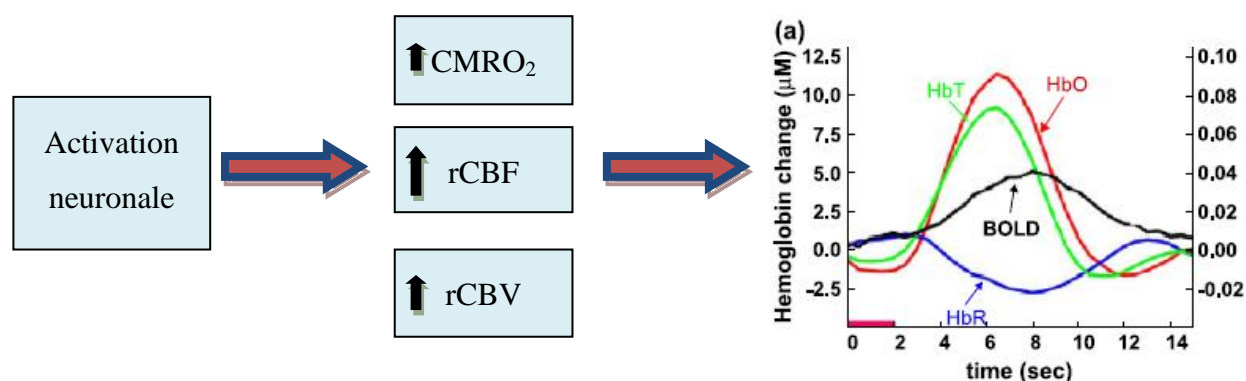 Activation
neuronale
CMRO₂
rCBF
rCBV
(a)
Hemoglobin change (μM)
12.5
10.0
7.5
5.0
2.5
0.0
-2.5
HbT
HbO
BOLD
HbR
0.10
0.08
0.06
0.04
0.02
0.00
-0,02
0 2 4 6 8 10 12 14
time (sec)